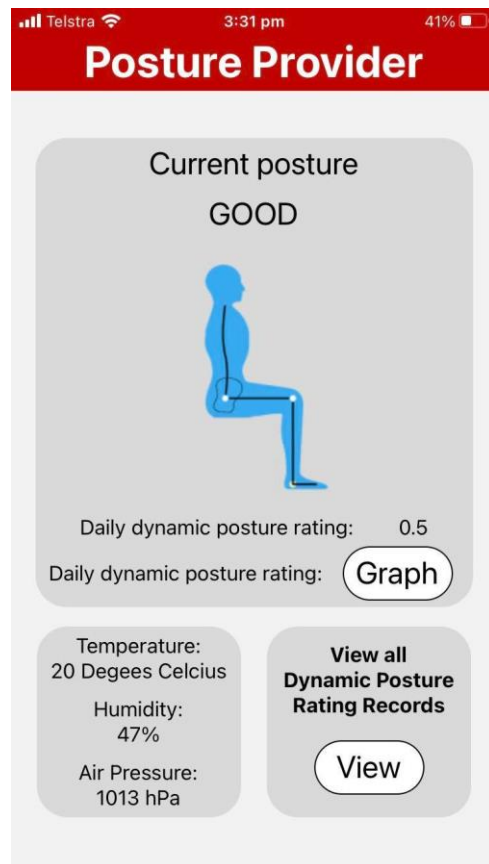 Telstra 3:31 pm 41%
Posture Provider
Current posture
GOOD
Daily dynamic posture rating: 0.5
Daily dynamic posture rating: Graph
Temperature:
20 Degees Celcius
Humidity:
47%
Air Pressure:
1013 hPa
View all
Dynamic Posture
Rating Records
View